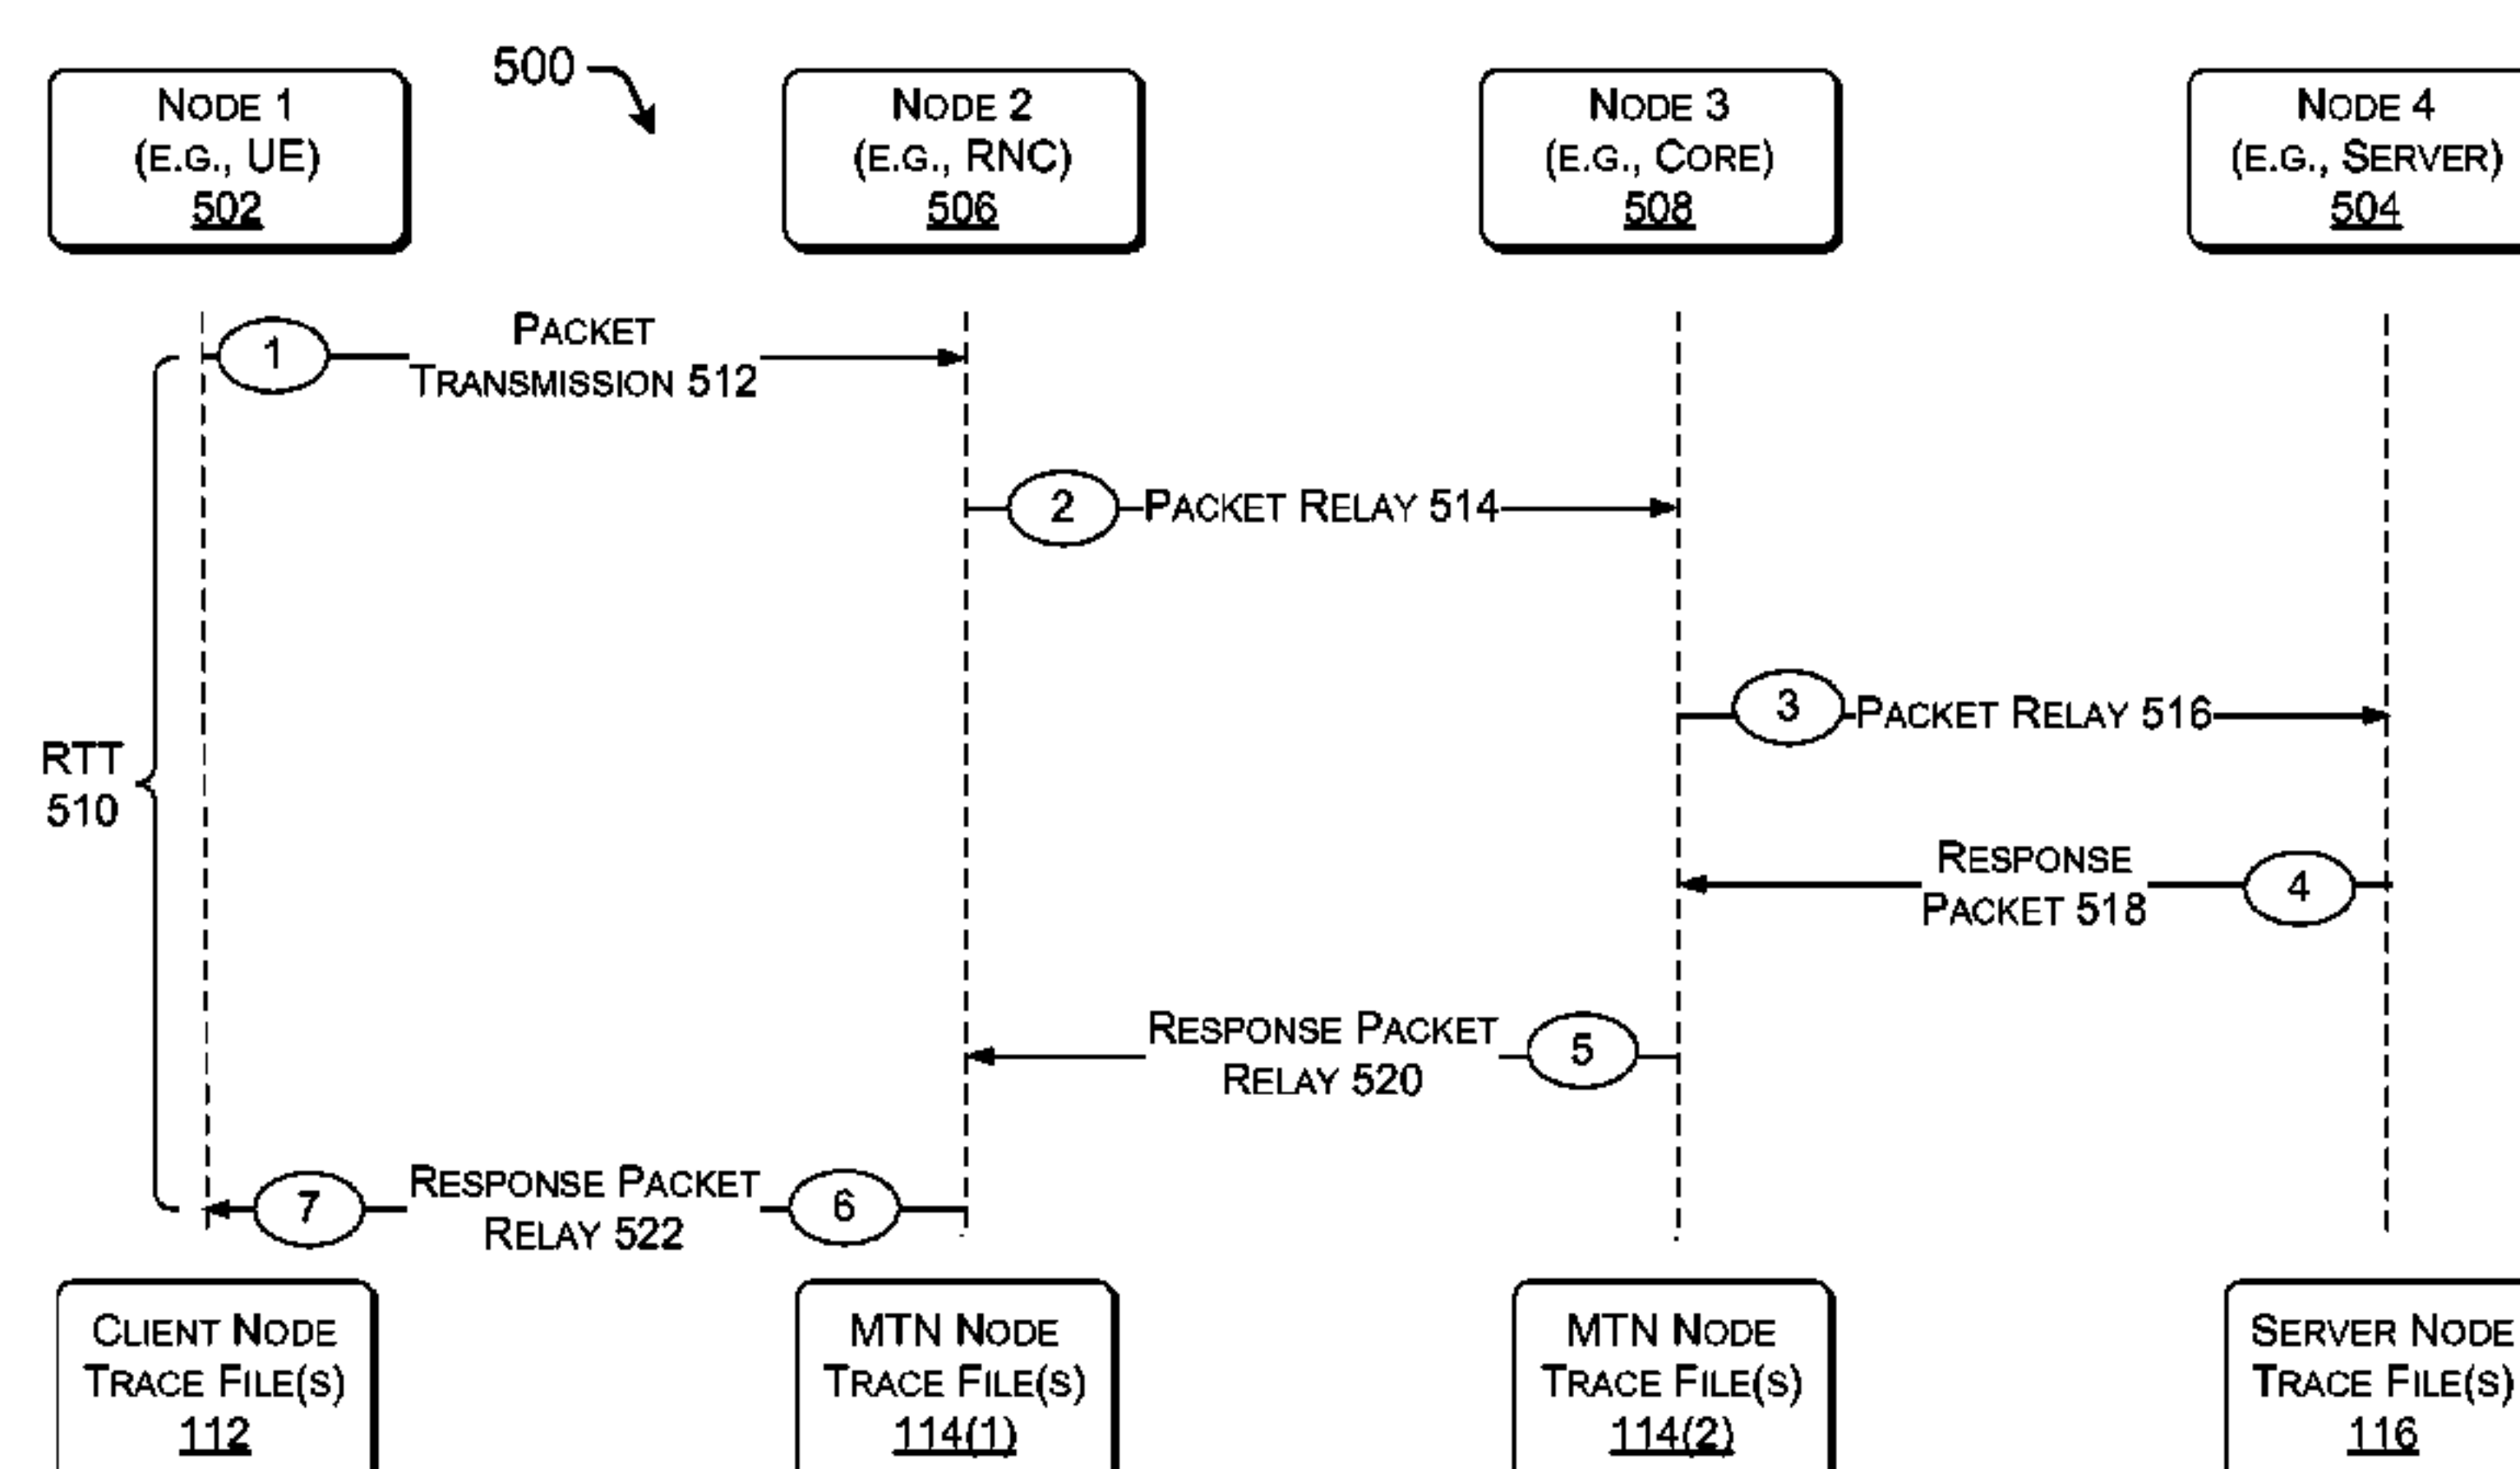 500
NODE 1
(E.G., UE)
502
NODE 2
(E.G., RNC)
506
NODE 3
(E.G., CORE)
508
NODE 4
(E.G., SERVER)
504
1
PACKET
TRANSMISSION 512
2
PACKET RELAY 514
3
PACKET RELAY 516
RTT
510
RESPONSE
PACKET 518
4
RESPONSE PACKET
RELAY 520
5
7
RESPONSE PACKET
RELAY 522
6
CLIENT NODE
TRACE FILE(S)
112
MTN NODE
TRACE FILE(S)
114(1)
MTN NODE
TRACE FILE(S)
114(2)
SERVER NODE
TRACE FILE(S)
116